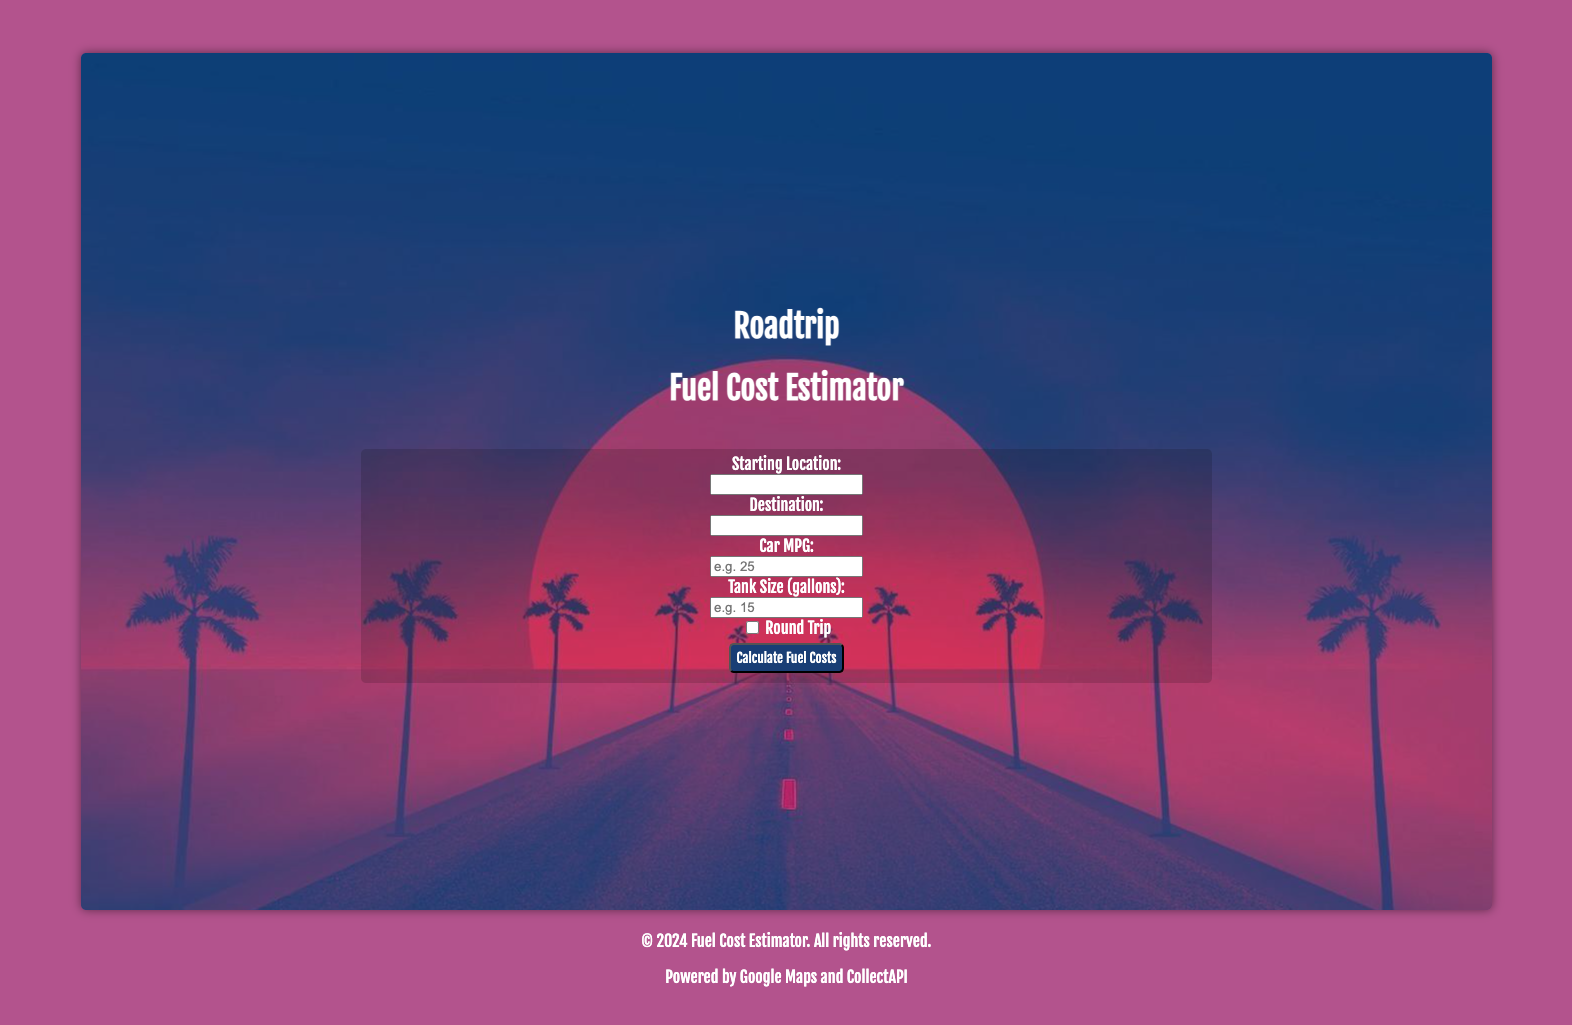 Roadtrip
Fuel Cost Estimator
Starting Location:
Destination:
Car MPG:
e.g. 25
Tank Size (gallons):
e.g. 15
Round Trip
Calculate Fuel Costs
© 2024 Fuel Cost Estimator. All rights reserved.
Powered by Google Maps and CollectAPI